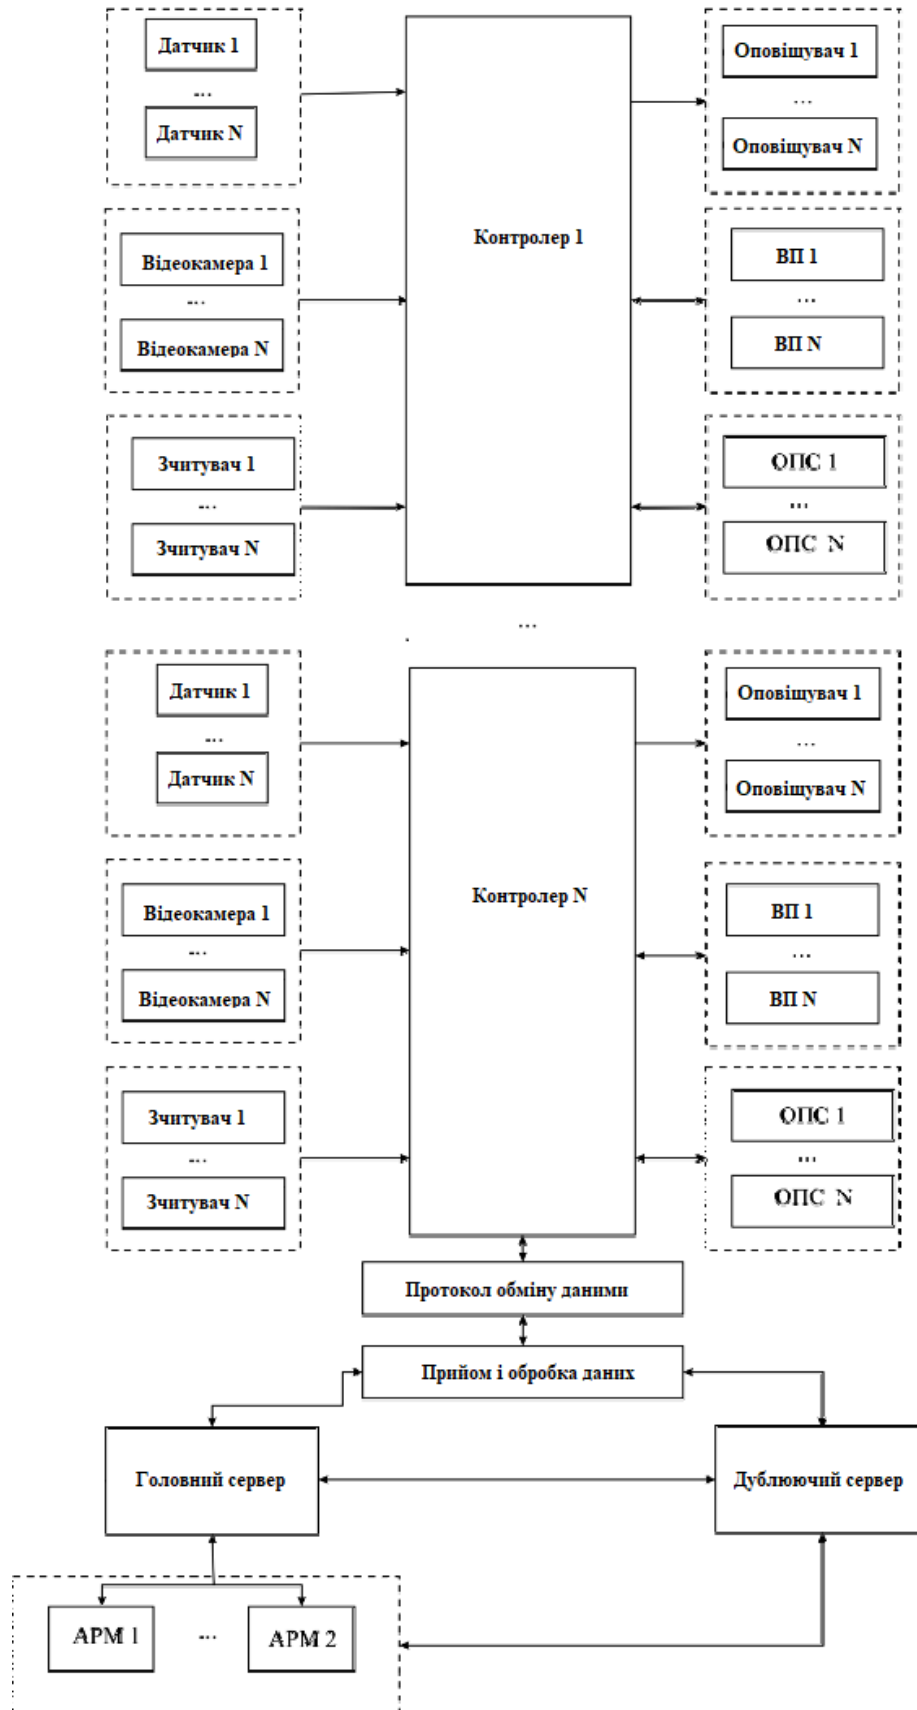 Датчик 1
...
Датчик N
Відеокамера 1
...
Відеокамера N
Зчитувач 1
...
Зчитувач N
Контролер 1
Оповіщувач 1
...
Оповіщувач N
ВП 1
...
ВП N
ОПС 1
...
ОПС N
...
Датчик 1
...
Датчик N
Відеокамера 1
...
Відеокамера N
Зчитувач 1
...
Зчитувач N
Контролер N
Оповіщувач 1
...
Оповіщувач N
ВП 1
...
ВП N
ОПС 1
...
ОПС N
Протокол обміну даними
Прийом і обробка даних
Головний сервер
Дублюючий сервер
АРМ 1
...
АРМ 2